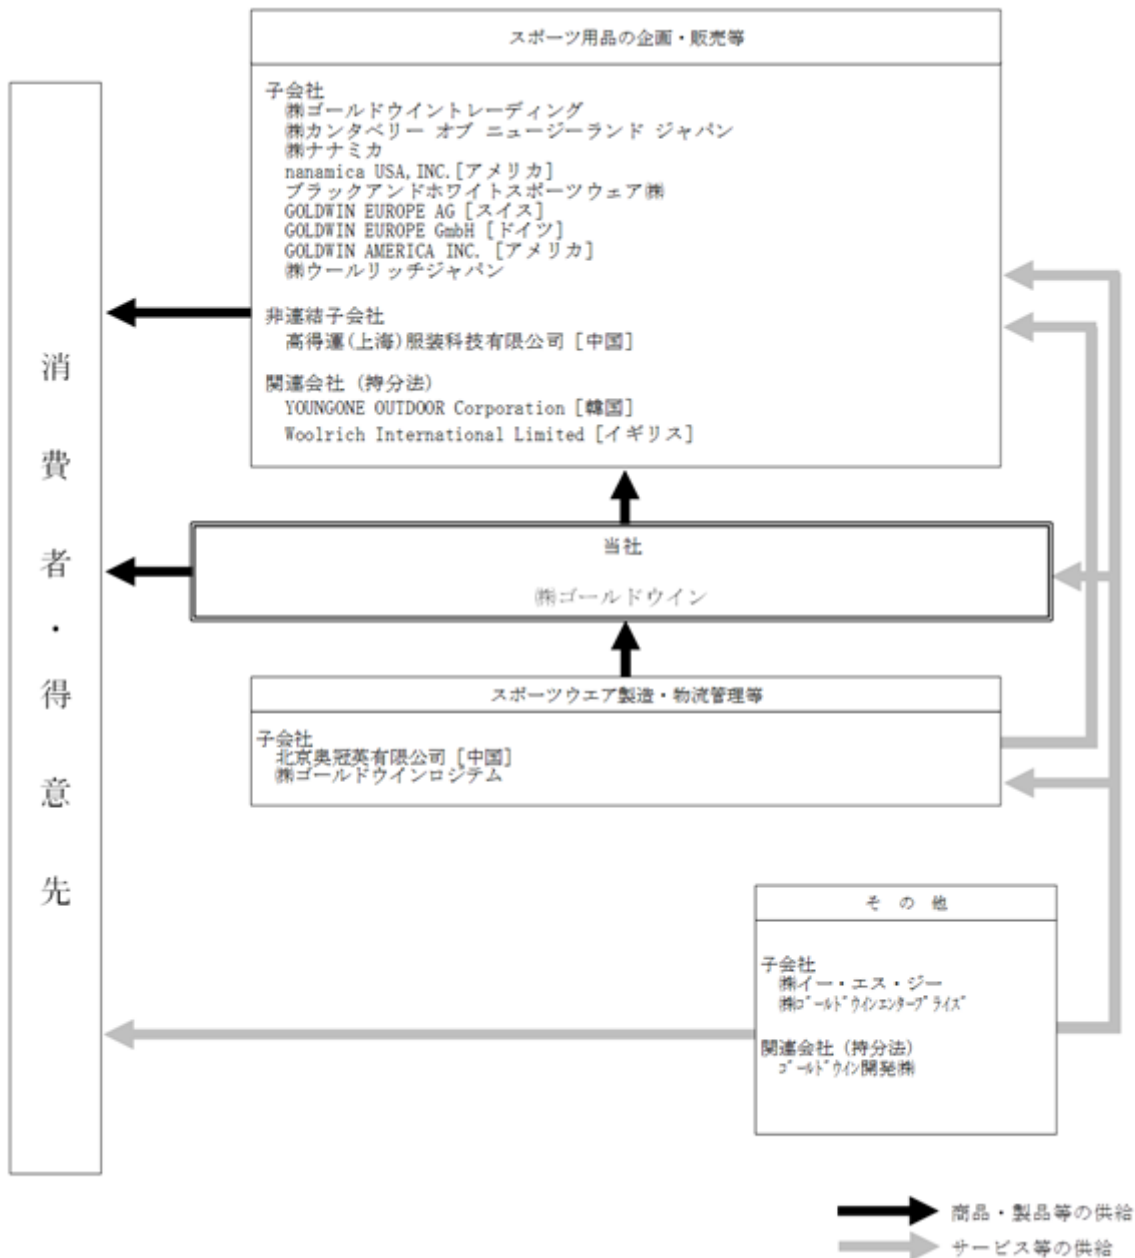 スポーツ用品の企画・販売等
子会社
㈱ゴールドウイントレーディング
㈱カンタベリー オブ ニュージーランド ジャパン
㈱ナナミカ
nanamica USA,INC.[アメリカ]
ブラックアンドホワイトスポーツウェア㈱
GOLDWIN EUROPE AG [スイス]
GOLDWIN EUROPE GmbH [ドイツ]
GOLDWIN AMERICA INC. [アメリカ]
㈱ウールリッチジャパン
非連結子会社
高得運(上海)服装科技有限公司 [中国]
関連会社 (持分法)
YOUNGONE OUTDOOR Corporation [韓国]
Woolrich International Limited [イギリス]
消費者・得意先
当社
㈱ゴールドウイン
スポーツウエア製造・物流管理等
子会社
北京奥冠英有限公司 [中国]
㈱ゴールドウインロジテム
その他
子会社
㈱イー・エス・ジー
㈱ｺﾞｰﾙﾄﾞｳｲﾝｴﾝﾀｰﾌﾟﾗｲｽﾞ
関連会社 (持分法)
ｺﾞｰﾙﾄﾞｳｲﾝ開発㈱
商品・製品等の供給
サービス等の供給